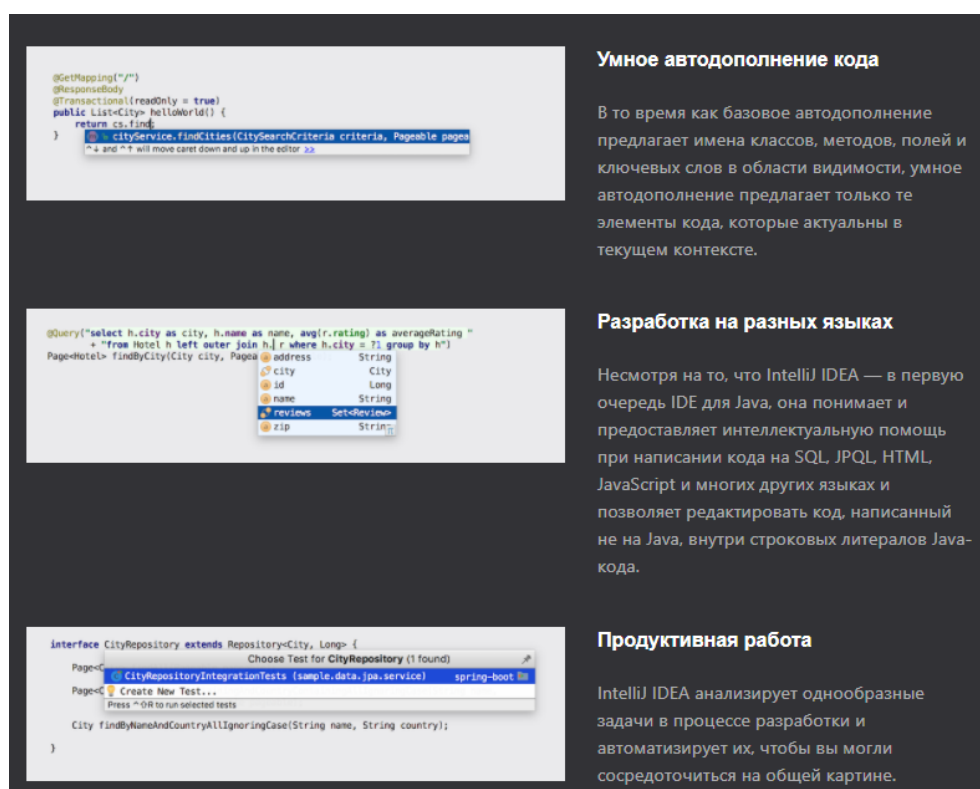 @GetMapping("/")
@ResponseBody
@Transactional(readOnly = true)
public List<City> helloWorld() {
return cs.find;
}
cityService.findCities(CitySearchCriteria criteria, Pageable pagea
^↓ and ^↑ will move caret down and up in the editor >>
Умное автодополнение кода
В то время как базовое автодополнение
предлагает имена классов, методов, полей и
ключевых слов в области видимости, умное
автодополнение предлагает только те
элементы кода, которые актуальны в
текущем контексте.
@Query("select h.city as city, h.name as name, avg(r.rating) as averageRating "
+ "from Hotel h left outer join h. r where h.city = ?1 group by h")
Page<Hotel> findByCity(City city, Pagea
address String
city City
id Long
name String
reviews Set<Review>
zip String
Разработка на разных языках
Несмотря на то, что IntelliJ IDEA — в первую
очередь IDE для Java, она понимает и
предоставляет интеллектуальную помощь
при написании кода на SQL, JPQL, HTML,
JavaScript и многих других языках и
позволяет редактировать код, написанный
не на Java, внутри строковых литералов Java-
кода.
interface CityRepository extends Repository<City, Long> {
Choose Test for CityRepository (1 found)
Page<C
CityRepositoryIntegrationTests (sample.data.jpa.service) spring-boot
Page<C
Create New Test...
Press ^⇧R to run selected tests
City findByNameAndCountryAllIgnoringCase(String name, String country);
}
Продуктивная работа
IntelliJ IDEA анализирует однообразные
задачи в процессе разработки и
автоматизирует их, чтобы вы могли
сосредоточиться на общей картине.